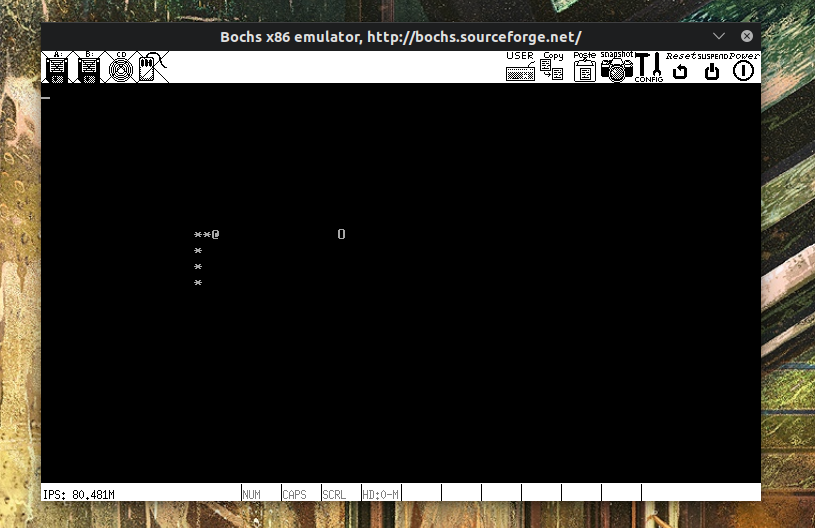 Bochs x86 emulator, http://bochs.sourceforge.net/
A: B: CD USER Copy Paste snapshot CONFIG Reset SUSPEND Power
**@ O
*
*
*
IPS: 80.481M NUM CAPS SCRL HD:0-M